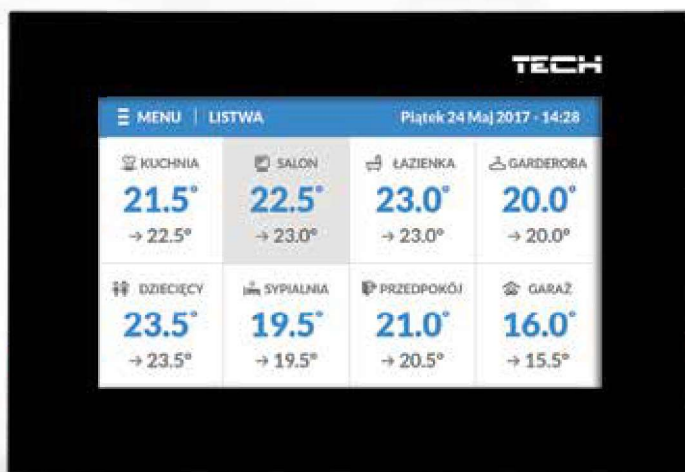 TECH
MENU | LISTWA Piątek 24 Maj 2017 - 14:28
KUCHNIA SALON ŁAZIENKA GARDEROBA
21.5° 22.5° 23.0° 20.0°
→ 22.5° → 23.0° → 23.0° → 20.0°
DZIECIĘCY SYPIALNIA PRZEDPOKÓJ GARAŻ
23.5° 19.5° 21.0° 16.0°
→ 23.5° → 19.5° → 20.5° → 15.5°